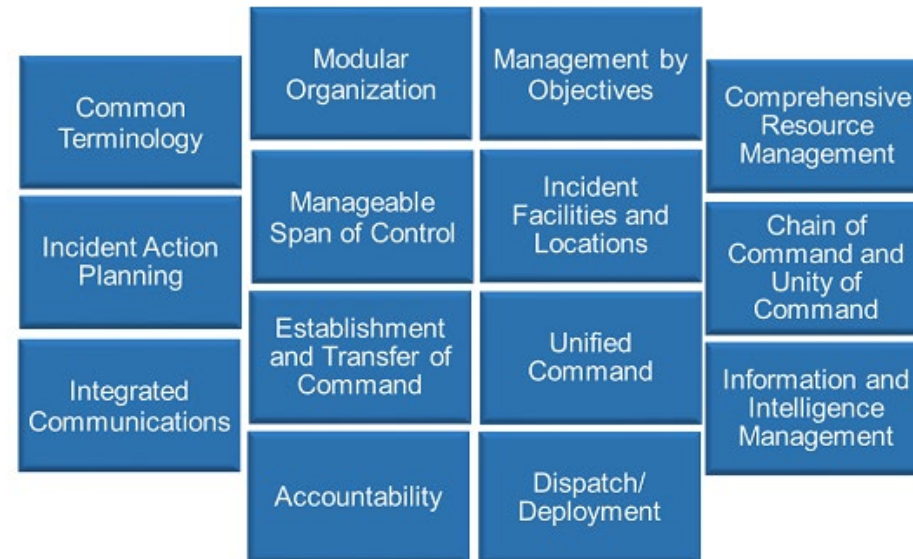 Common
Terminology
Incident Action
Planning
Integrated
Communications
Modular
Organization
Manageable
Span of Control
Establishment
and Transfer of
Command
Accountability
Management by
Objectives
Incident
Facilities and
Locations
Unified
Command
Dispatch/
Deployment
Comprehensive
Resource
Management
Chain of
Command and
Unity of
Command
Information and
Intelligence
Management